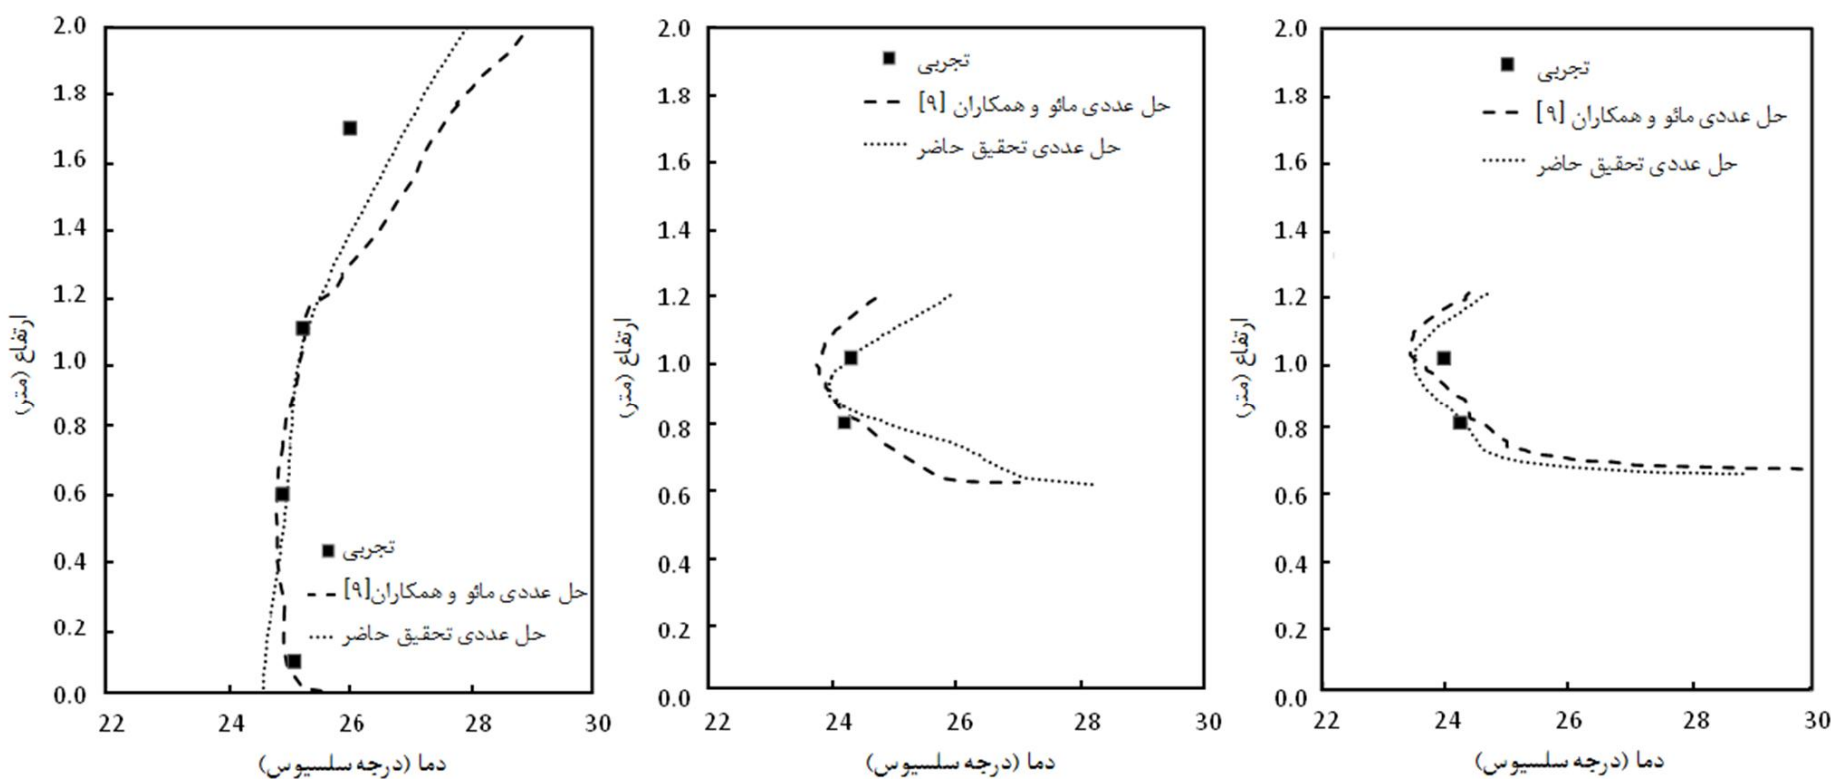 2.0
1.8
1.6
1.4
1.2
1.0
0.8
0.6
0.4
0.2
0.0
ارتفاع (متر)
تجربی
حل عددی مائو و همکاران[۹]
حل عددی تحقیق حاضر
22 24 26 28 30
دما (درجه سلسیوس)
2.0
1.8
1.6
1.4
1.2
1.0
0.8
0.6
0.4
0.2
0.0
ارتفاع (متر)
تجربی
حل عددی مائو و همکاران [۹]
حل عددی تحقیق حاضر
22 24 26 28 30
دما (درجه سلسیوس)
2.0
1.8
1.6
1.4
1.2
1.0
0.8
0.6
0.4
0.2
0.0
ارتفاع (متر)
تجربی
حل عددی مائو و همکاران [۹]
حل عددی تحقیق حاضر
22 24 26 28 30
دما (درجه سلسیوس)